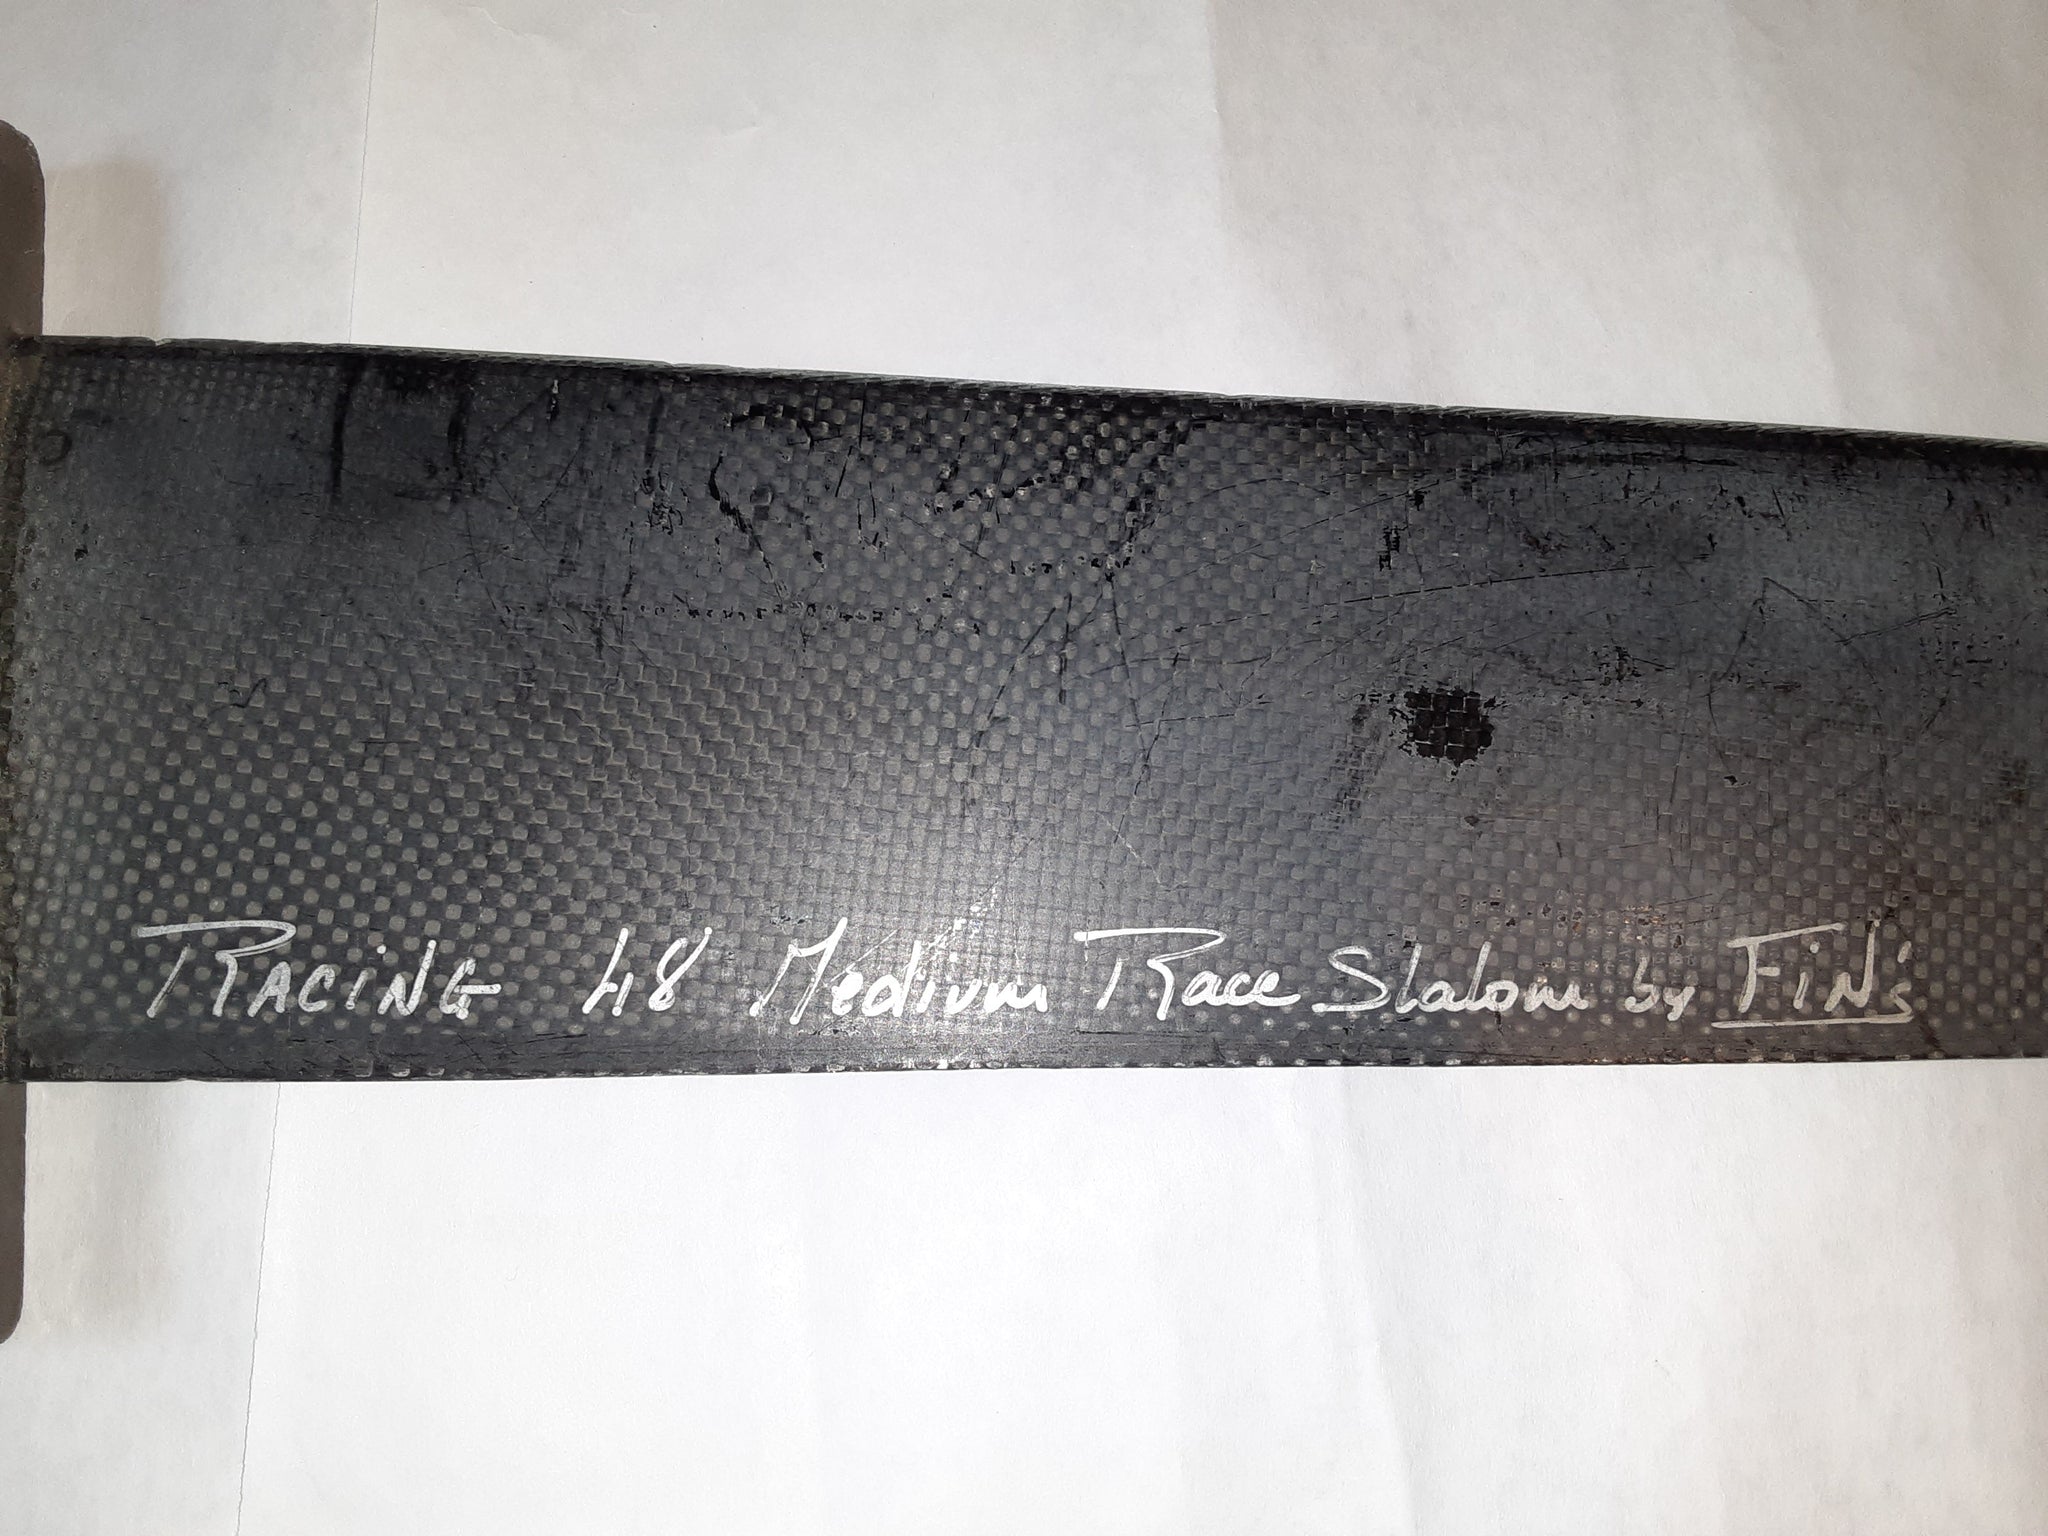 RACiNG 48 Medium Race Slalom by FiN's